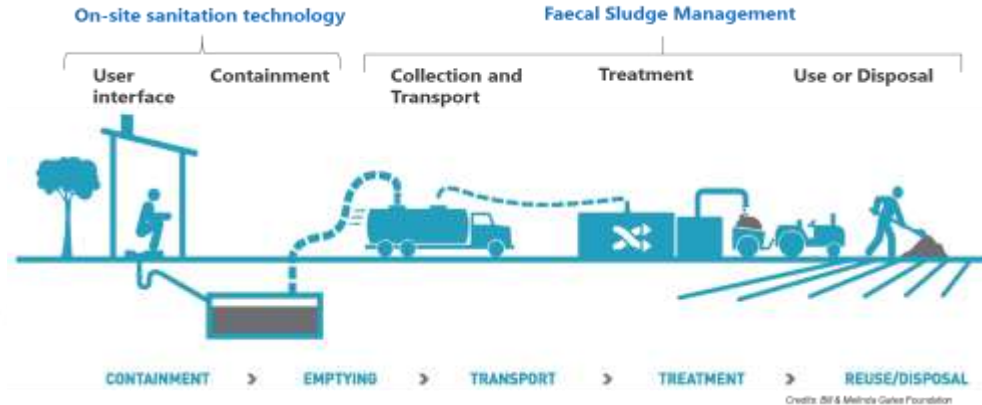 On-site sanitation technology
Faecal Sludge Management
User interface
Containment
Collection and Transport
Treatment
Use or Disposal
CONTAINMENT > EMPTYING > TRANSPORT > TREATMENT > REUSE/DISPOSAL
Credits: Bill & Melinda Gates Foundation